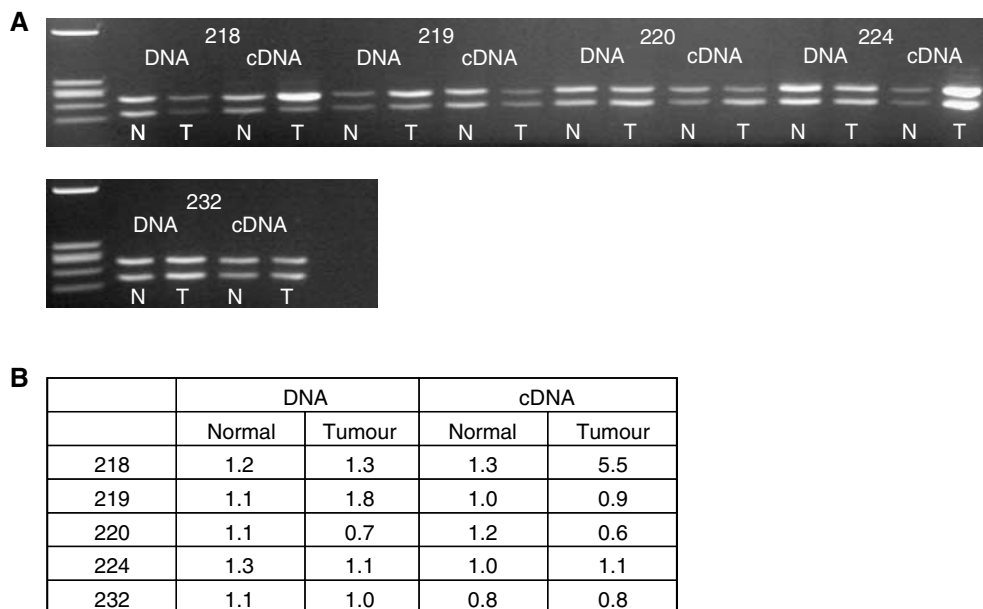 A
218 219 220 224
DNA cDNA DNA cDNA DNA cDNA DNA cDNA
N T N T N T N T N T N T N T N T
232
DNA cDNA
N T N T
B
DNA cDNA
Normal Tumour Normal Tumour
218 1.2 1.3 1.3 5.5
219 1.1 1.8 1.0 0.9
220 1.1 0.7 1.2 0.6
224 1.3 1.1 1.0 1.1
232 1.1 1.0 0.8 0.8